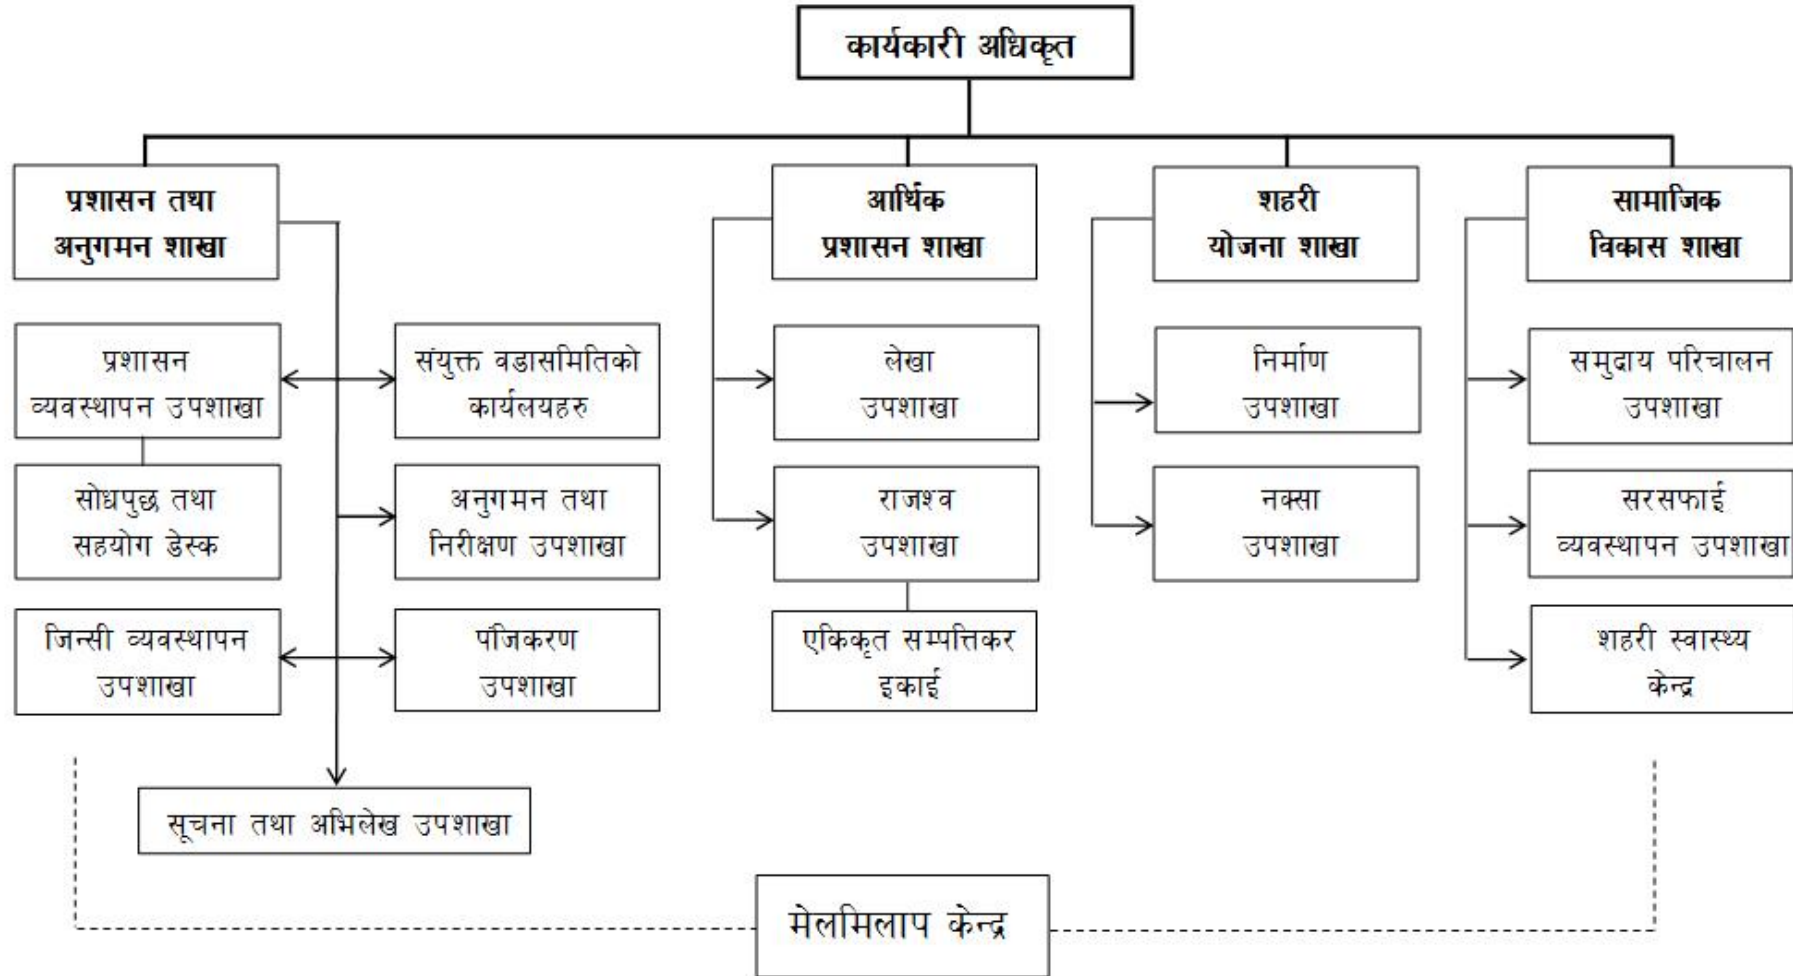 कार्यकारी अधिकृत
प्रशासन तथा
अनुगमन शाखा
आर्थिक
प्रशासन शाखा
शहरी
योजना शाखा
सामाजिक
विकास शाखा
प्रशासन
व्यवस्थापन उपशाखा
संयुक्त वडासमितिको
कार्यलयहरु
लेखा
उपशाखा
निर्माण
उपशाखा
समुदाय परिचालन
उपशाखा
सोधपुछ तथा
सहयोग डेस्क
अनुगमन तथा
निरीक्षण उपशाखा
राजश्व
उपशाखा
नक्सा
उपशाखा
सरसफाई
व्यवस्थापन उपशाखा
जिन्सी व्यवस्थापन
उपशाखा
पंजिकरण
उपशाखा
एकिकृत सम्पत्तिकर
इकाई
शहरी स्वास्थ्य
केन्द्र
सूचना तथा अभिलेख उपशाखा
मेलमिलाप केन्द्र